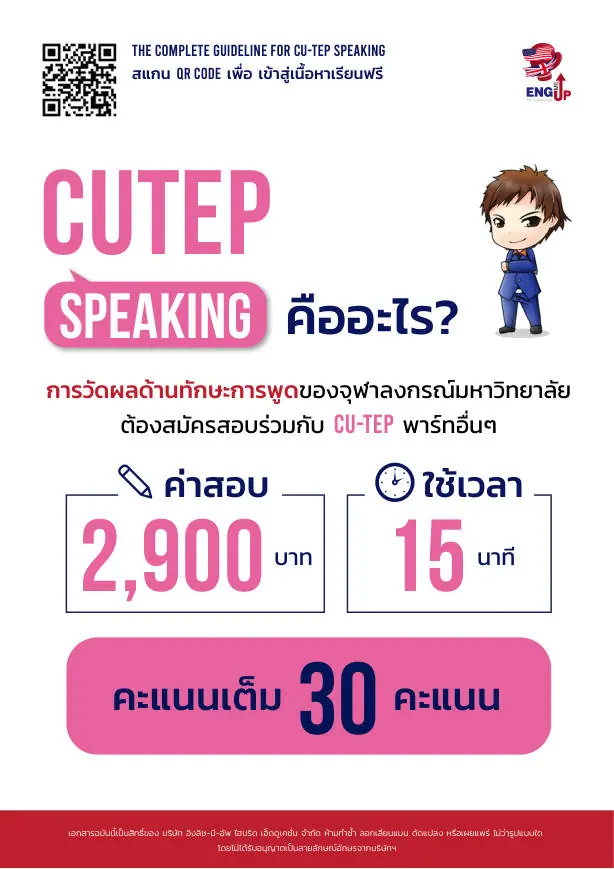 THE COMPLETE GUIDELINE FOR CU-TEP SPEAKING
สแกน QR CODE เพื่อ เข้าสู่เนื้อหาเรียนฟรี
ENG UP
CUTEP
SPEAKING คืออะไร?
การวัดผลด้านทักษะการพูดของจุฬาลงกรณ์มหาวิทยาลัย
ต้องสมัครสอบร่วมกับ CU-TEP พาร์ทอื่นๆ
ค่าสอบ
2,900 บาท
ใช้เวลา
15 นาที
คะแนนเต็ม 30 คะแนน
เอกสารฉบับนี้เป็นสิทธิ์ของ บริษัท อิงลิช-มี-อัพ ไฮบริด เอ็ดดูเคชั่น จำกัด ห้ามทำซ้ำ ลอกเลียนแบบ ดัดแปลง หรือเผยแพร่ ไม่ว่ารูปแบบใด
โดยไม่ได้รับอนุญาตเป็นลายลักษณ์อักษรจากบริษัทฯ